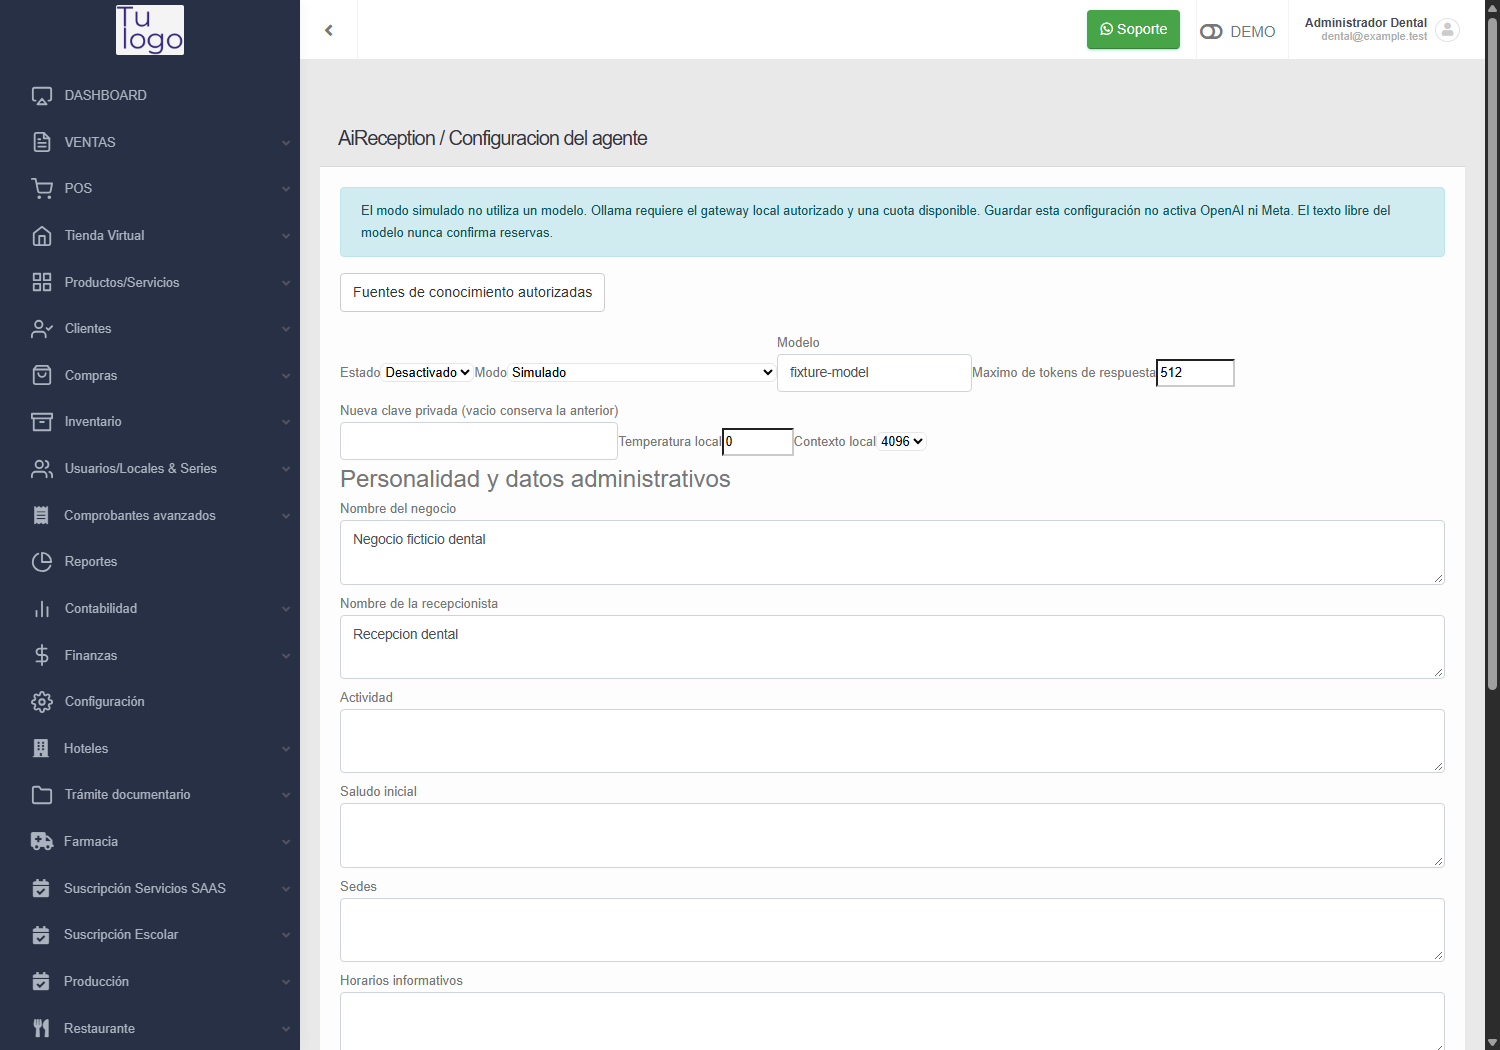 Tu
logo
Soporte
DEMO
Administrador Dental
dental@example.test
DASHBOARD
VENTAS
POS
Tienda Virtual
Productos/Servicios
Clientes
Compras
Inventario
Usuarios/Locales & Series
Comprobantes avanzados
Reportes
Contabilidad
Finanzas
Configuración
Hoteles
Trámite documentario
Farmacia
Suscripción Servicios SAAS
Suscripción Escolar
Producción
Restaurante
AiReception / Configuracion del agente
El modo simulado no utiliza un modelo. Ollama requiere el gateway local autorizado y una cuota disponible. Guardar esta configuración no activa OpenAI ni Meta. El texto libre del
modelo nunca confirma reservas.
Fuentes de conocimiento autorizadas
Modelo
Estado Desactivado Modo Simulado fixture-model Maximo de tokens de respuesta 512
Nueva clave privada (vacio conserva la anterior)
Temperatura local 0 Contexto local 4096
Personalidad y datos administrativos
Nombre del negocio
Negocio ficticio dental
Nombre de la recepcionista
Recepcion dental
Actividad
Saludo inicial
Sedes
Horarios informativos